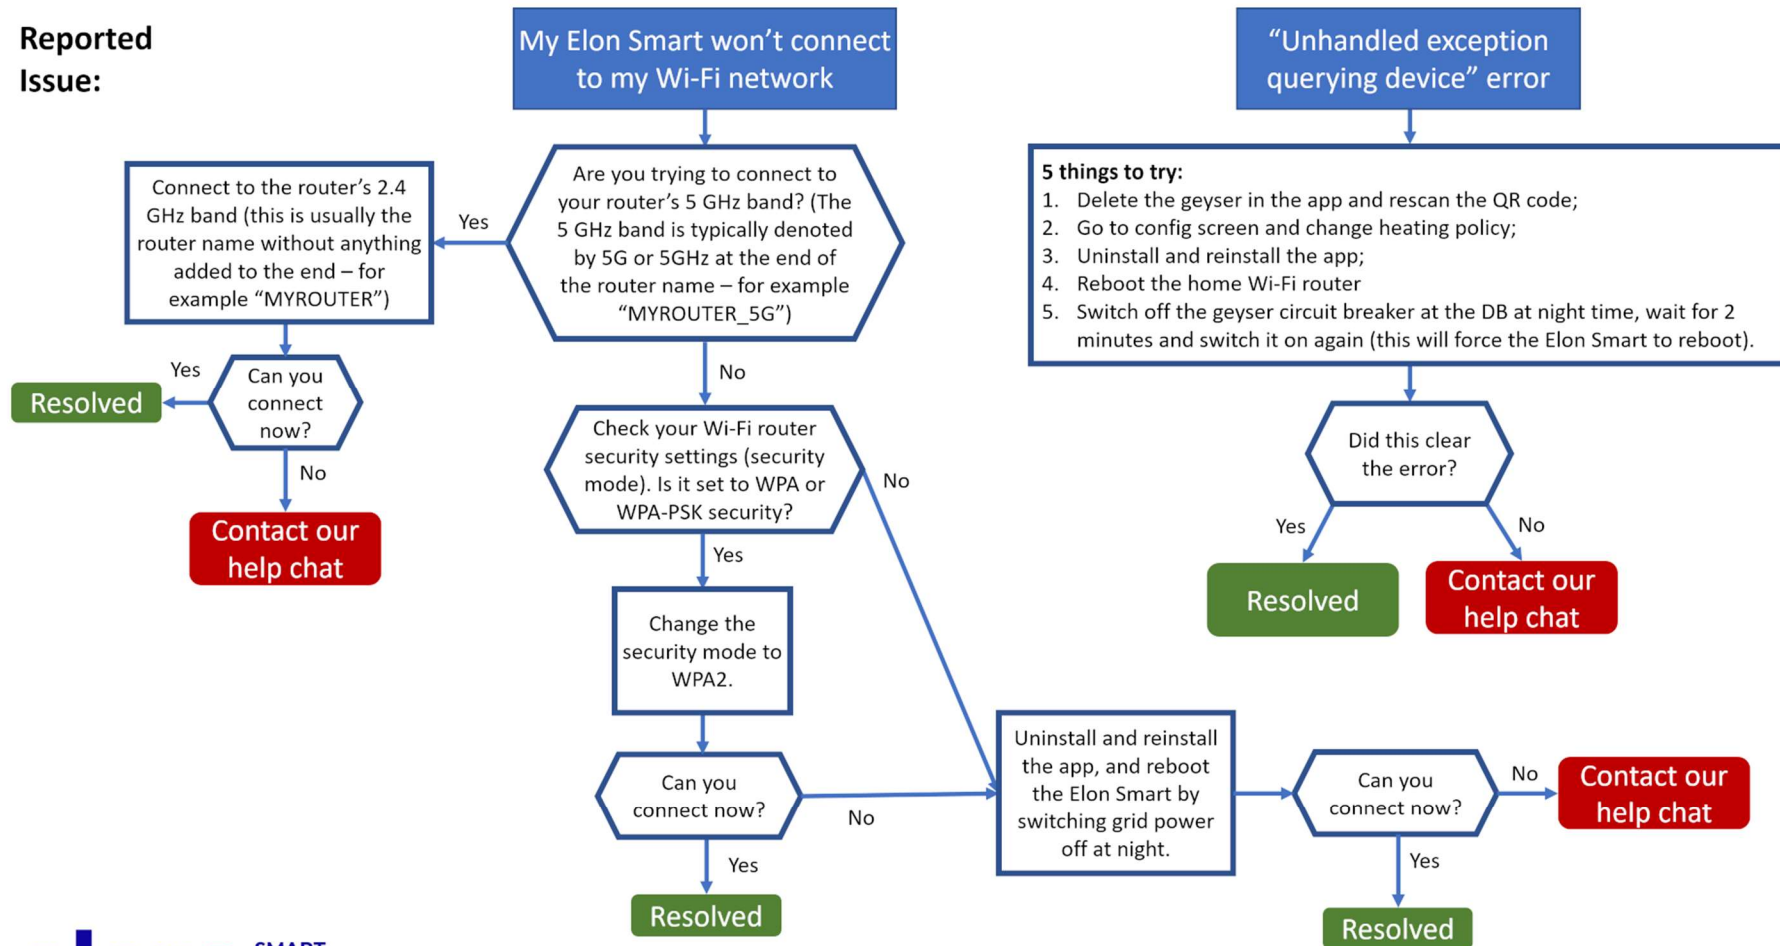 Reported
Issue:
My Elon Smart won’t connect
to my Wi-Fi network
“Unhandled exception
querying device” error
Connect to the router’s 2.4
GHz band (this is usually the
router name without anything
added to the end – for
example “MYROUTER”)
Yes
Are you trying to connect to
your router’s 5 GHz band? (The
5 GHz band is typically denoted
by 5G or 5GHz at the end of
the router name – for example
“MYROUTER_5G”)
5 things to try:
1. Delete the geyser in the app and rescan the QR code;
2. Go to config screen and change heating policy;
3. Uninstall and reinstall the app;
4. Reboot the home Wi-Fi router
5. Switch off the geyser circuit breaker at the DB at night time, wait for 2
minutes and switch it on again (this will force the Elon Smart to reboot).
Resolved
Yes
Can you
connect
now?
No
Contact our
help chat
No
Check your Wi-Fi router
security settings (security
mode). Is it set to WPA or
WPA-PSK security?
No
Yes
Change the
security mode to
WPA2.
Can you
connect now?
No
Yes
Resolved
Did this clear
the error?
Yes
No
Resolved
Contact our
help chat
Uninstall and reinstall
the app, and reboot
the Elon Smart by
switching grid power
off at night.
Can you
connect now?
No
Contact our
help chat
Yes
Resolved
SMART